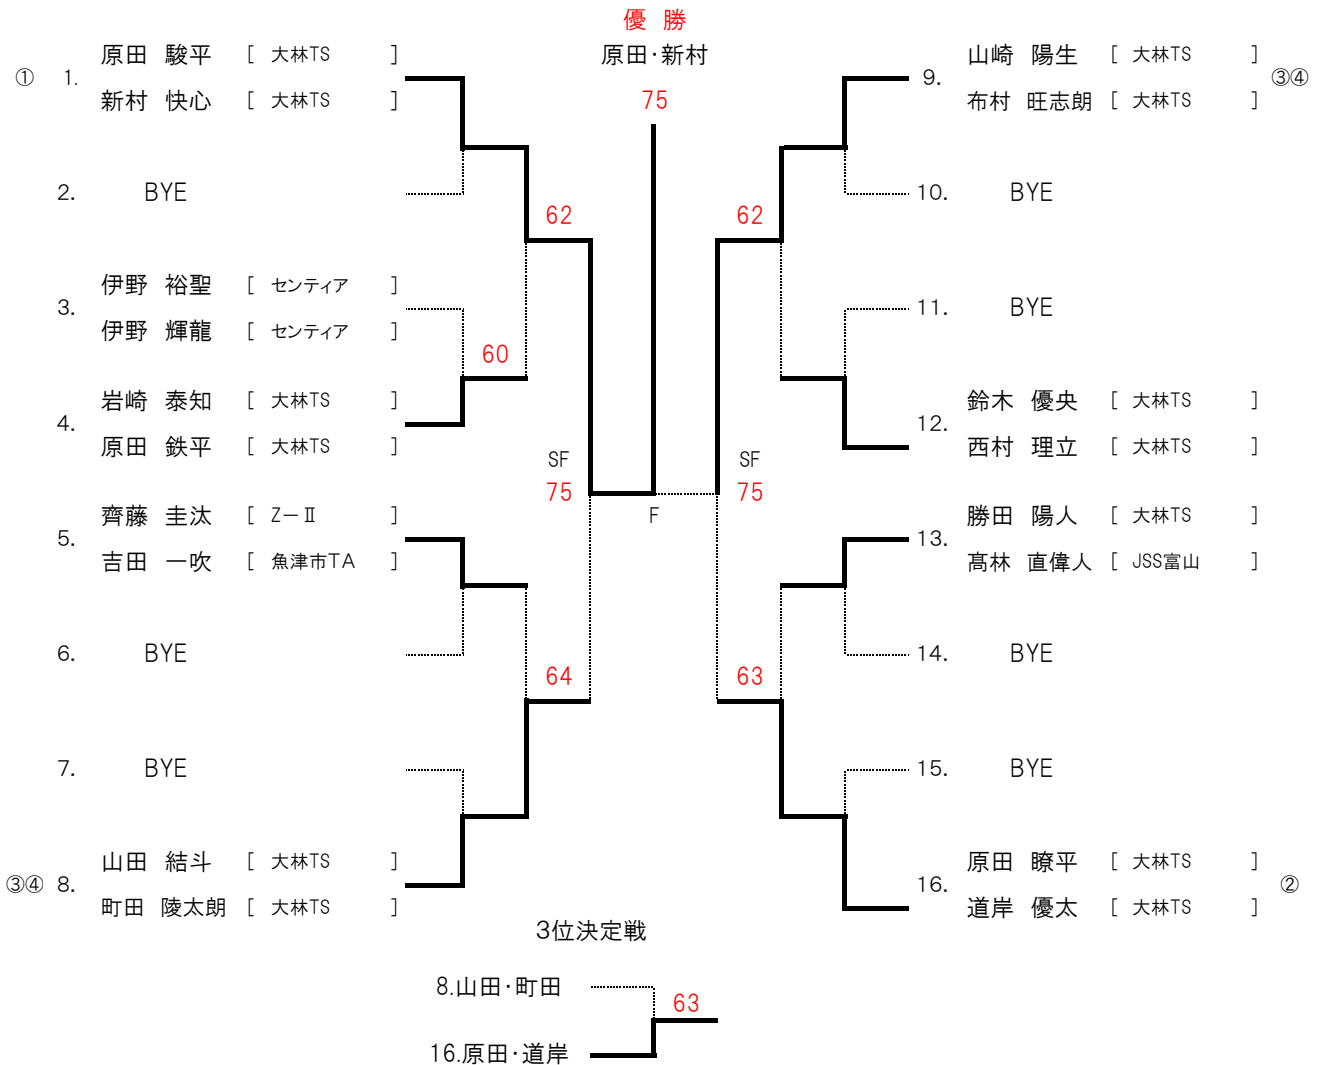 優 勝
原田・新村
75
① 1. 原田 駿平 [ 大林TS ]
新村 快心 [ 大林TS ]
2. BYE
3. 伊野 裕聖 [ センティア ]
伊野 輝龍 [ センティア ]
60
4. 岩崎 泰知 [ 大林TS ]
原田 鉄平 [ 大林TS ]
62
5. 齊藤 圭汰 [ Z－Ⅱ ]
吉田 一吹 [ 魚津市TA ]
6. BYE
64
7. BYE
③④ 8. 山田 結斗 [ 大林TS ]
町田 陵太朗 [ 大林TS ]
SF
75
F
SF
75
9. 山崎 陽生 [ 大林TS ] ③④
布村 旺志朗 [ 大林TS ]
10. BYE
62
11. BYE
12. 鈴木 優央 [ 大林TS ]
西村 理立 [ 大林TS ]
13. 勝田 陽人 [ 大林TS ]
髙林 直偉人 [ JSS富山 ]
14. BYE
63
15. BYE
16. 原田 瞭平 [ 大林TS ] ②
道岸 優太 [ 大林TS ]
3位決定戦
8.山田・町田
63
16.原田・道岸